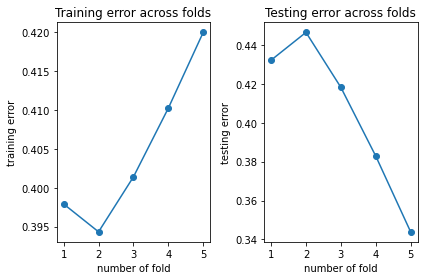 Training error across folds
training error
0.420
0.415
0.410
0.405
0.400
0.395
1 2 3 4 5
number of fold
Testing error across folds
testing error
0.44
0.42
0.40
0.38
0.36
0.34
1 2 3 4 5
number of fold